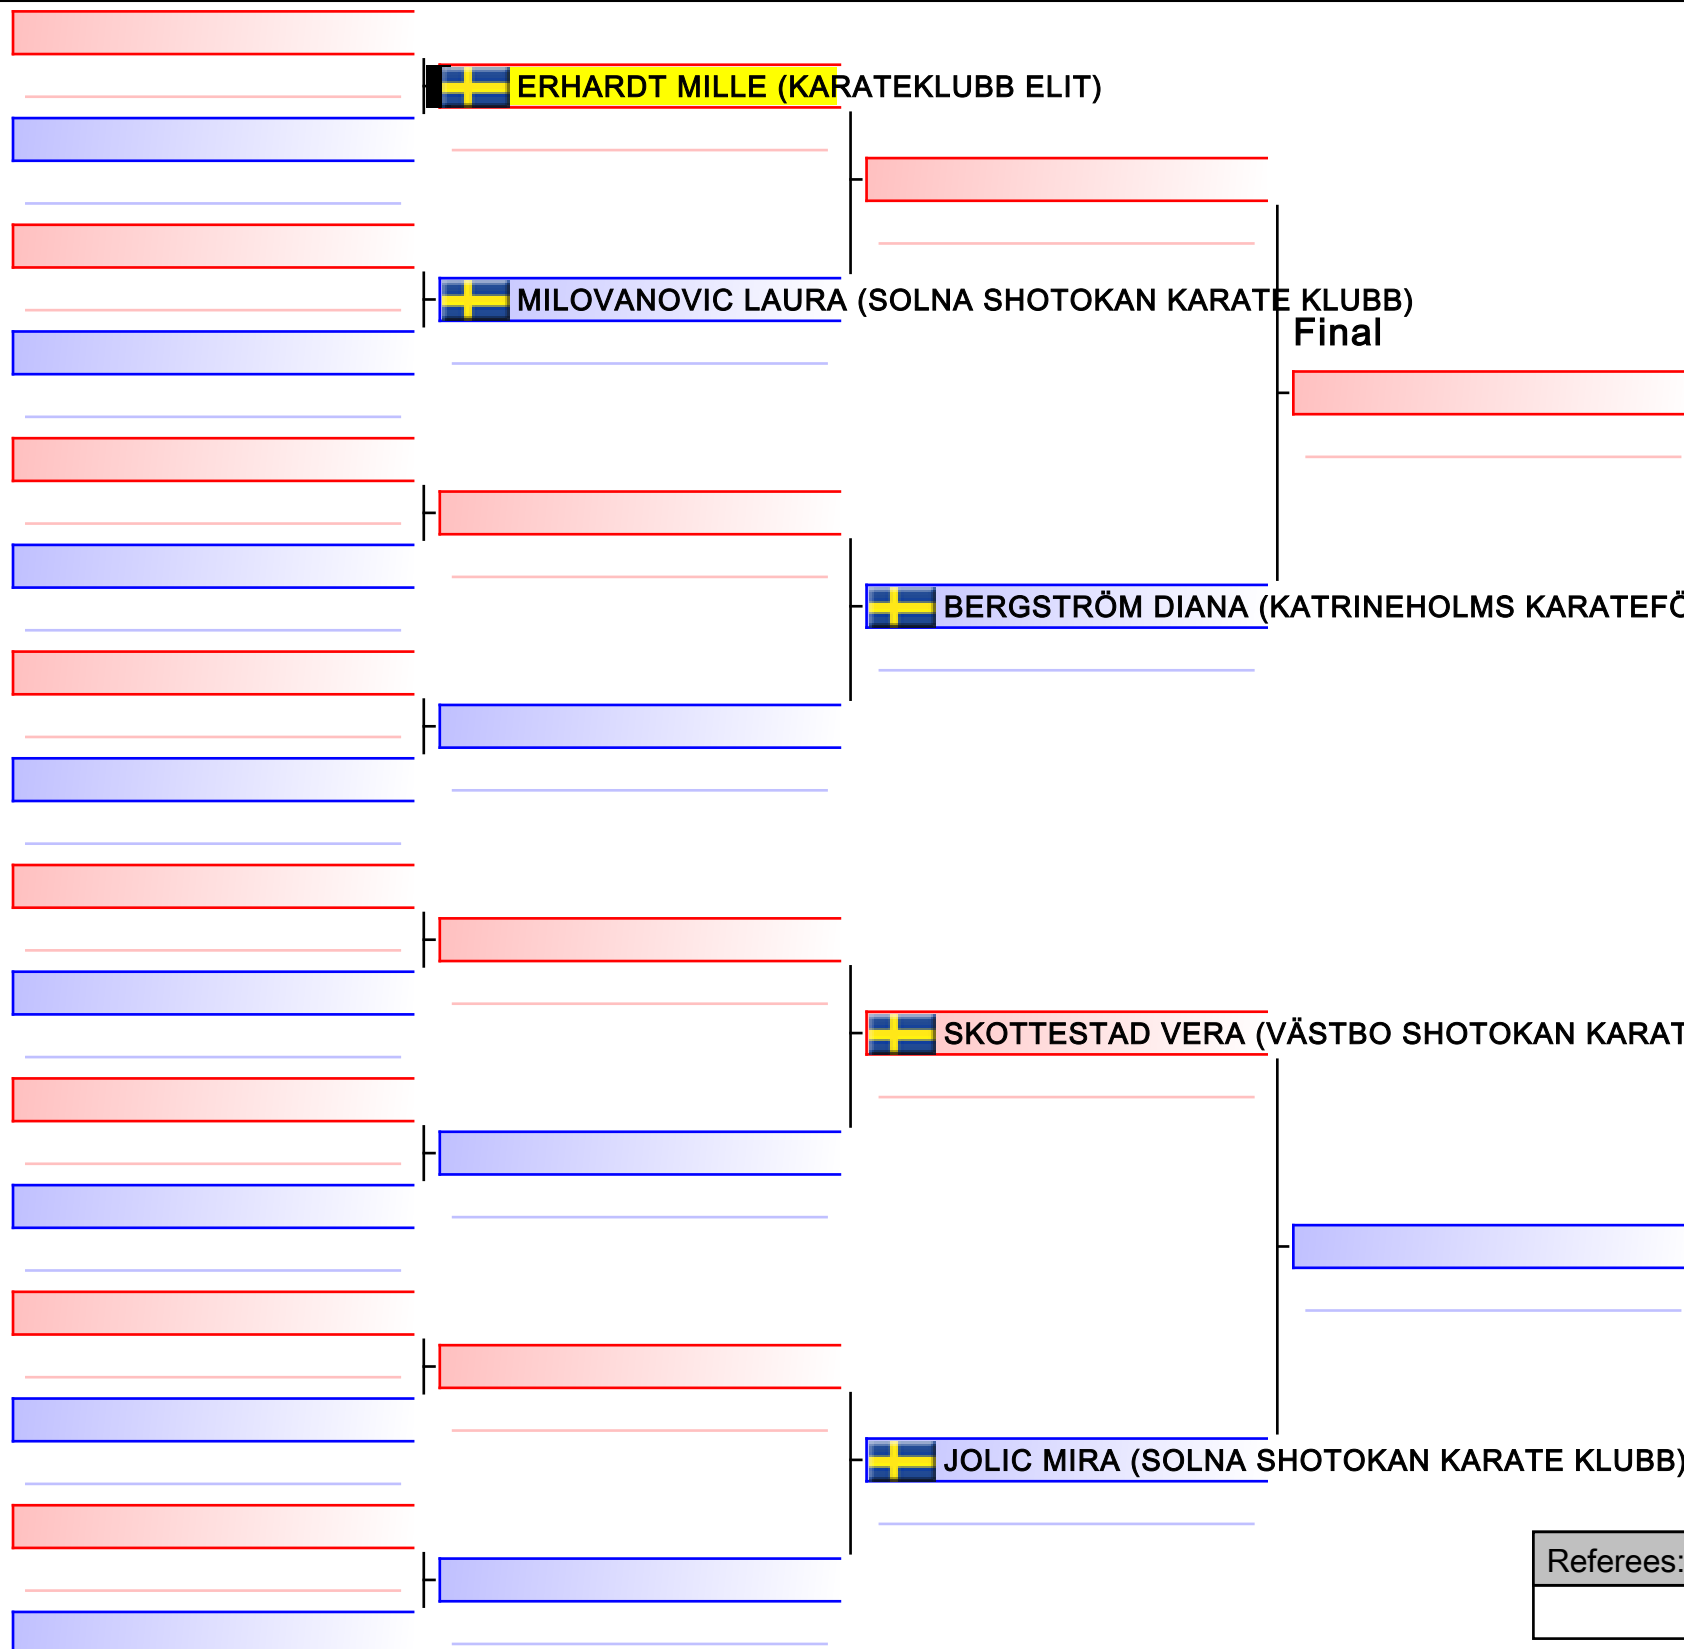 ERHARDT MILLE (KARATEKLUBB ELIT)
MILOVANOVIC LAURA (SOLNA SHOTOKAN KARATE KLUBB)
Final
BERGSTRÖM DIANA (KATRINEHOLMS KARATEFÖ
SKOTTESTAD VERA (VÄSTBO SHOTOKAN KARAT
JOLIC MIRA (SOLNA SHOTOKAN KARATE KLUBB)
Referees: